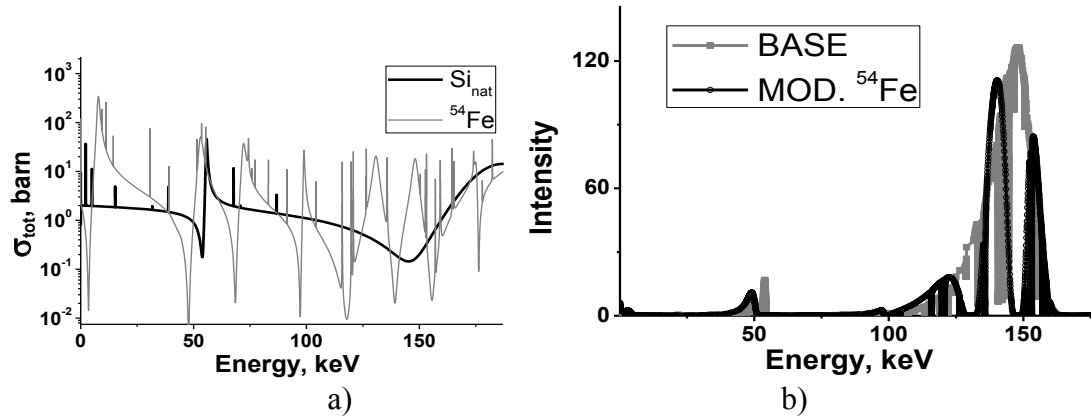 10³
10²
10¹
10⁰
10⁻¹
10⁻²
σtot, barn
Sinat
⁵⁴Fe
0 50 100 150
Energy, keV
a)
120
60
0
Intensity
BASE
MOD. ⁵⁴Fe
50 100 150
Energy, keV
b)